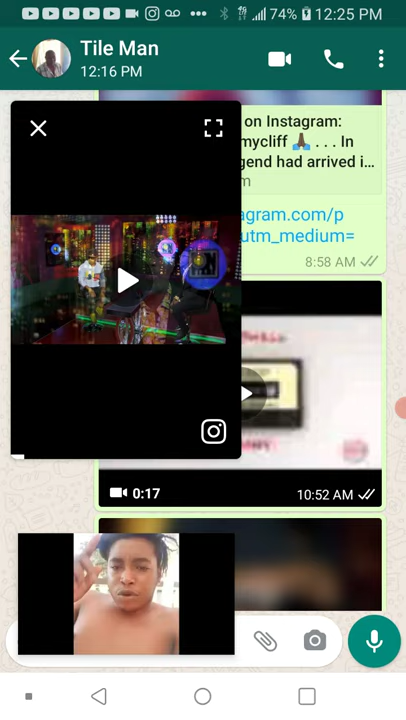 74% 12:25 PM
Tile Man
12:16 PM
on Instagram:
mycliff 🙏🏾 . . . In
gend had arrived i...
m
agram.com/p
utm_medium=
8:58 AM
0:17
10:52 AM